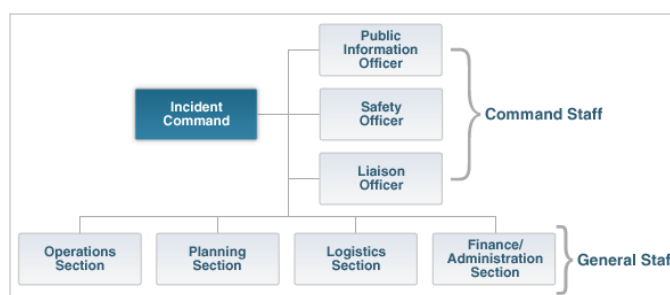 Public
Information
Officer
Incident
Command
Safety
Officer
Command Staff
Liaison
Officer
Operations
Section
Planning
Section
Logistics
Section
Finance/
Administration
Section
General Staf